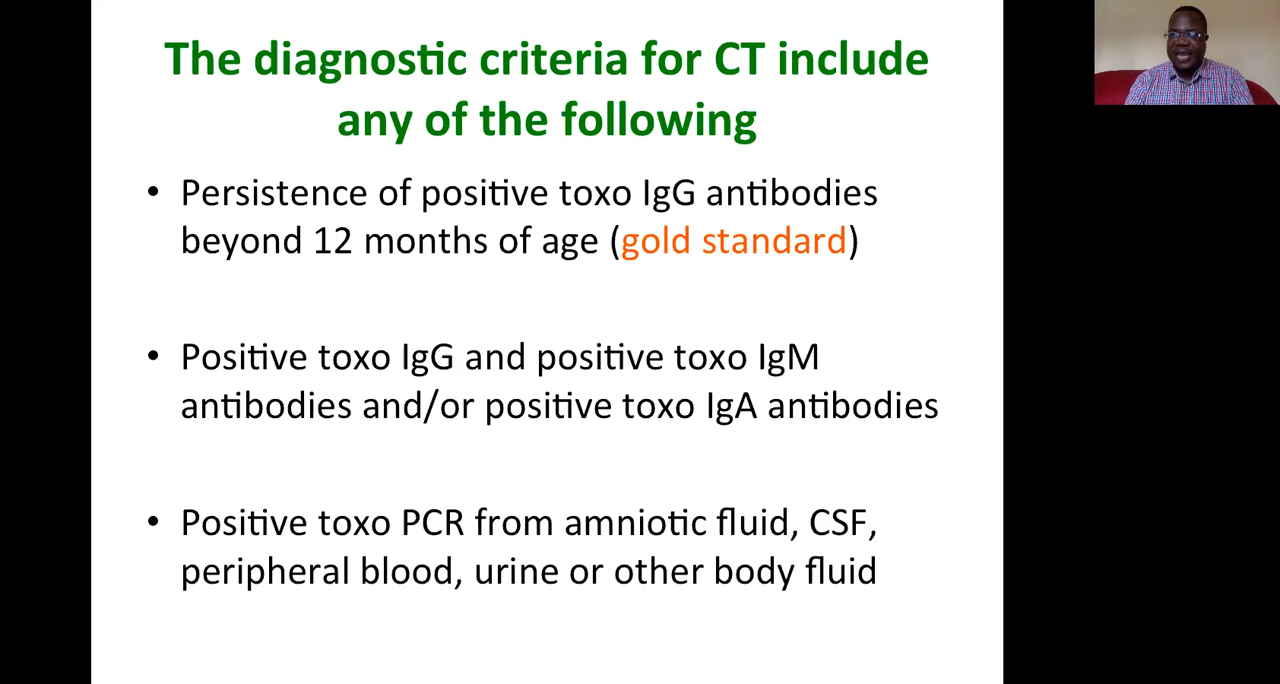 The diagnostic criteria for CT include
any of the following
• Persistence of positive toxo IgG antibodies
beyond 12 months of age (gold standard)
• Positive toxo IgG and positive toxo IgM
antibodies and/or positive toxo IgA antibodies
• Positive toxo PCR from amniotic fluid, CSF,
peripheral blood, urine or other body fluid